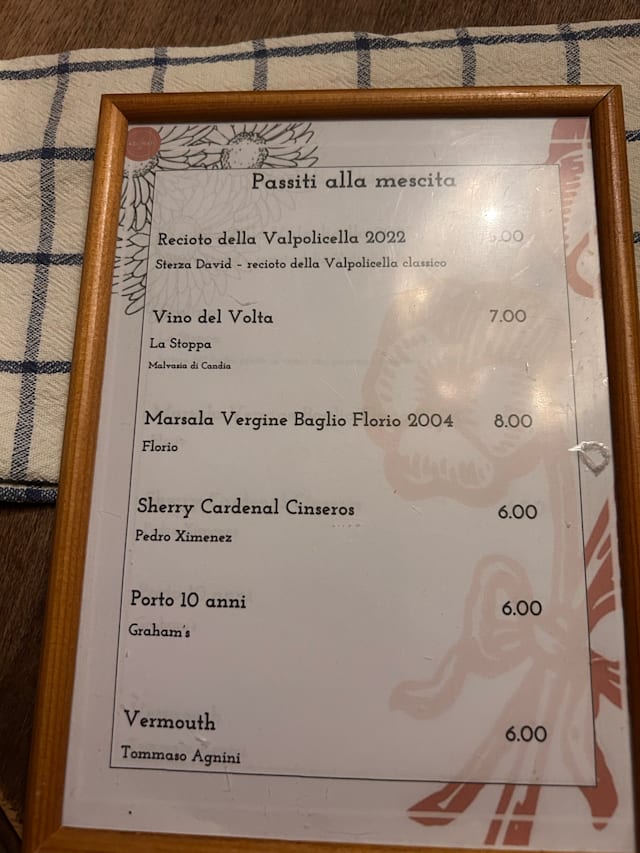 Passiti alla mescita
Recioto della Valpolicella 2022
Sterza David - recioto della Valpolicella classico
Vino del Volta 7.00
La Stoppa
Malvasia di Candia
Marsala Vergine Baglio Florio 2004 8.00
Florio
Sherry Cardenal Cinseros 6.00
Pedro Ximenez
Porto 10 anni 6.00
Graham's
Vermouth 6.00
Tommaso Agnini